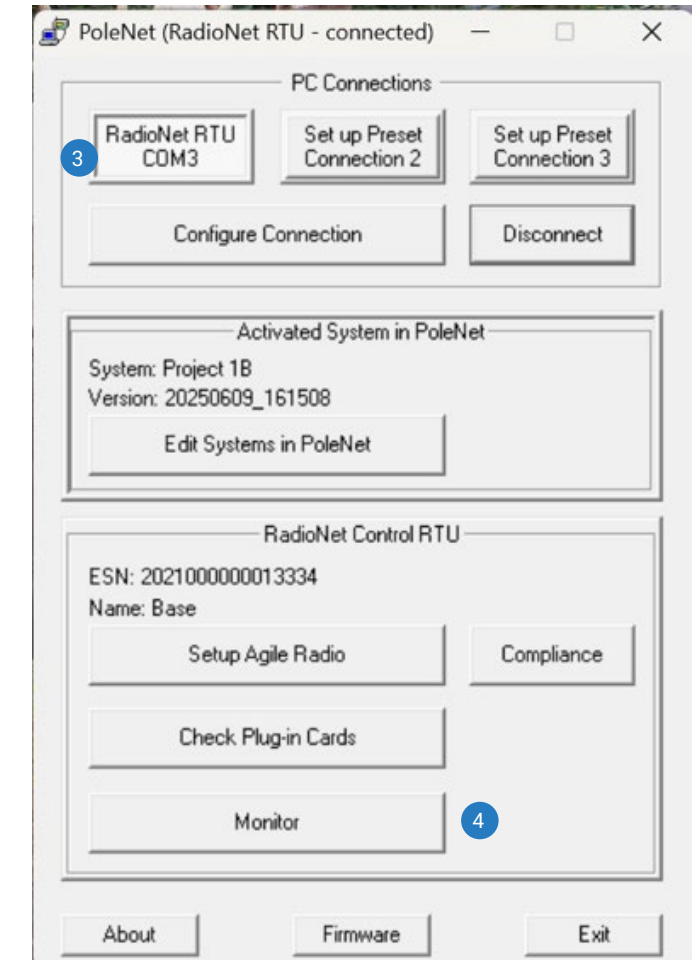 PoleNet (RadioNet RTU - connected)
PC Connections
3
RadioNet RTU
COM3
Set up Preset
Connection 2
Set up Preset
Connection 3
Configure Connection
Disconnect
Activated System in PoleNet
System: Project 1B
Version: 20250609_161508
Edit Systems in PoleNet
RadioNet Control RTU
ESN: 2021000000013334
Name: Base
Setup Agile Radio
Compliance
Check Plug-in Cards
Monitor
4
About
Firmware
Exit